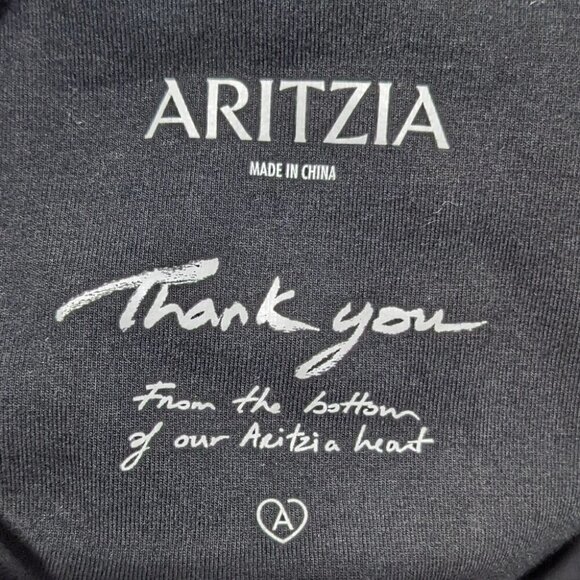 ARITZIA
MADE IN CHINA
Thank you
From the bottom
of our Aritzia heart
A